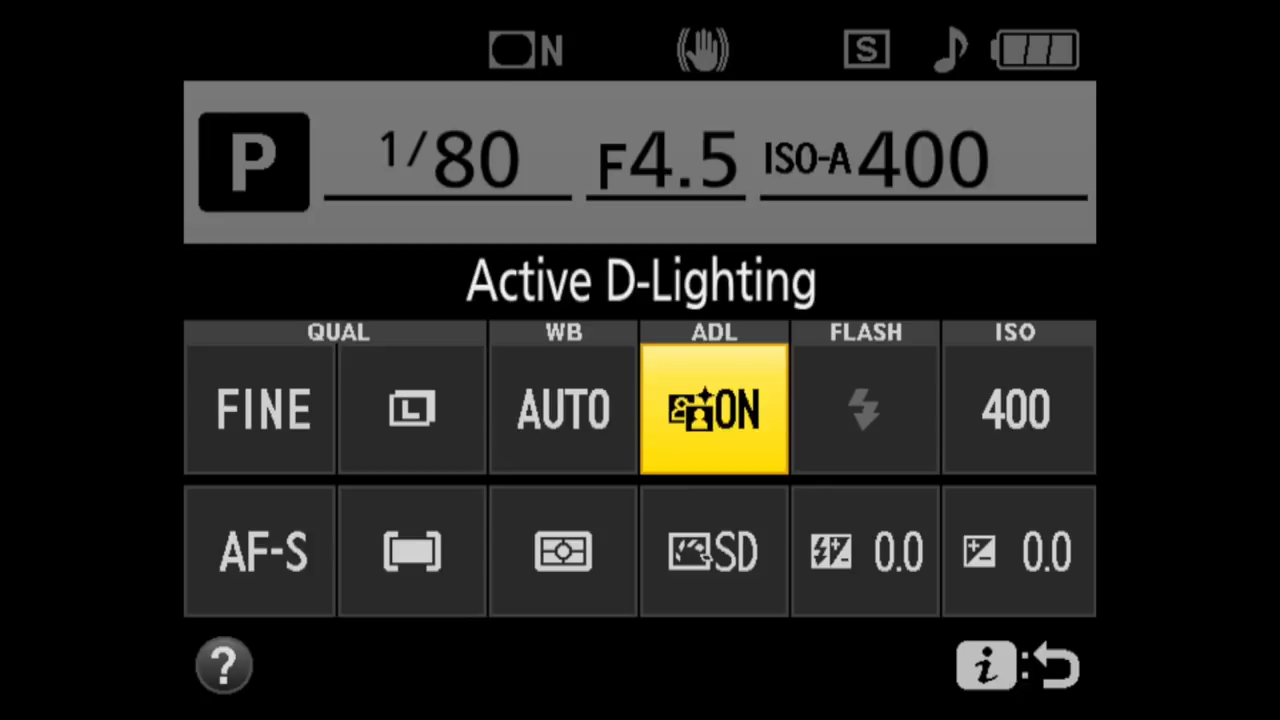 N S
P 1/80 F4.5 ISO-A 400
Active D-Lighting
QUAL WB ADL FLASH ISO
FINE L AUTO ON 400
AF-S SD 0.0 0.0
? i :